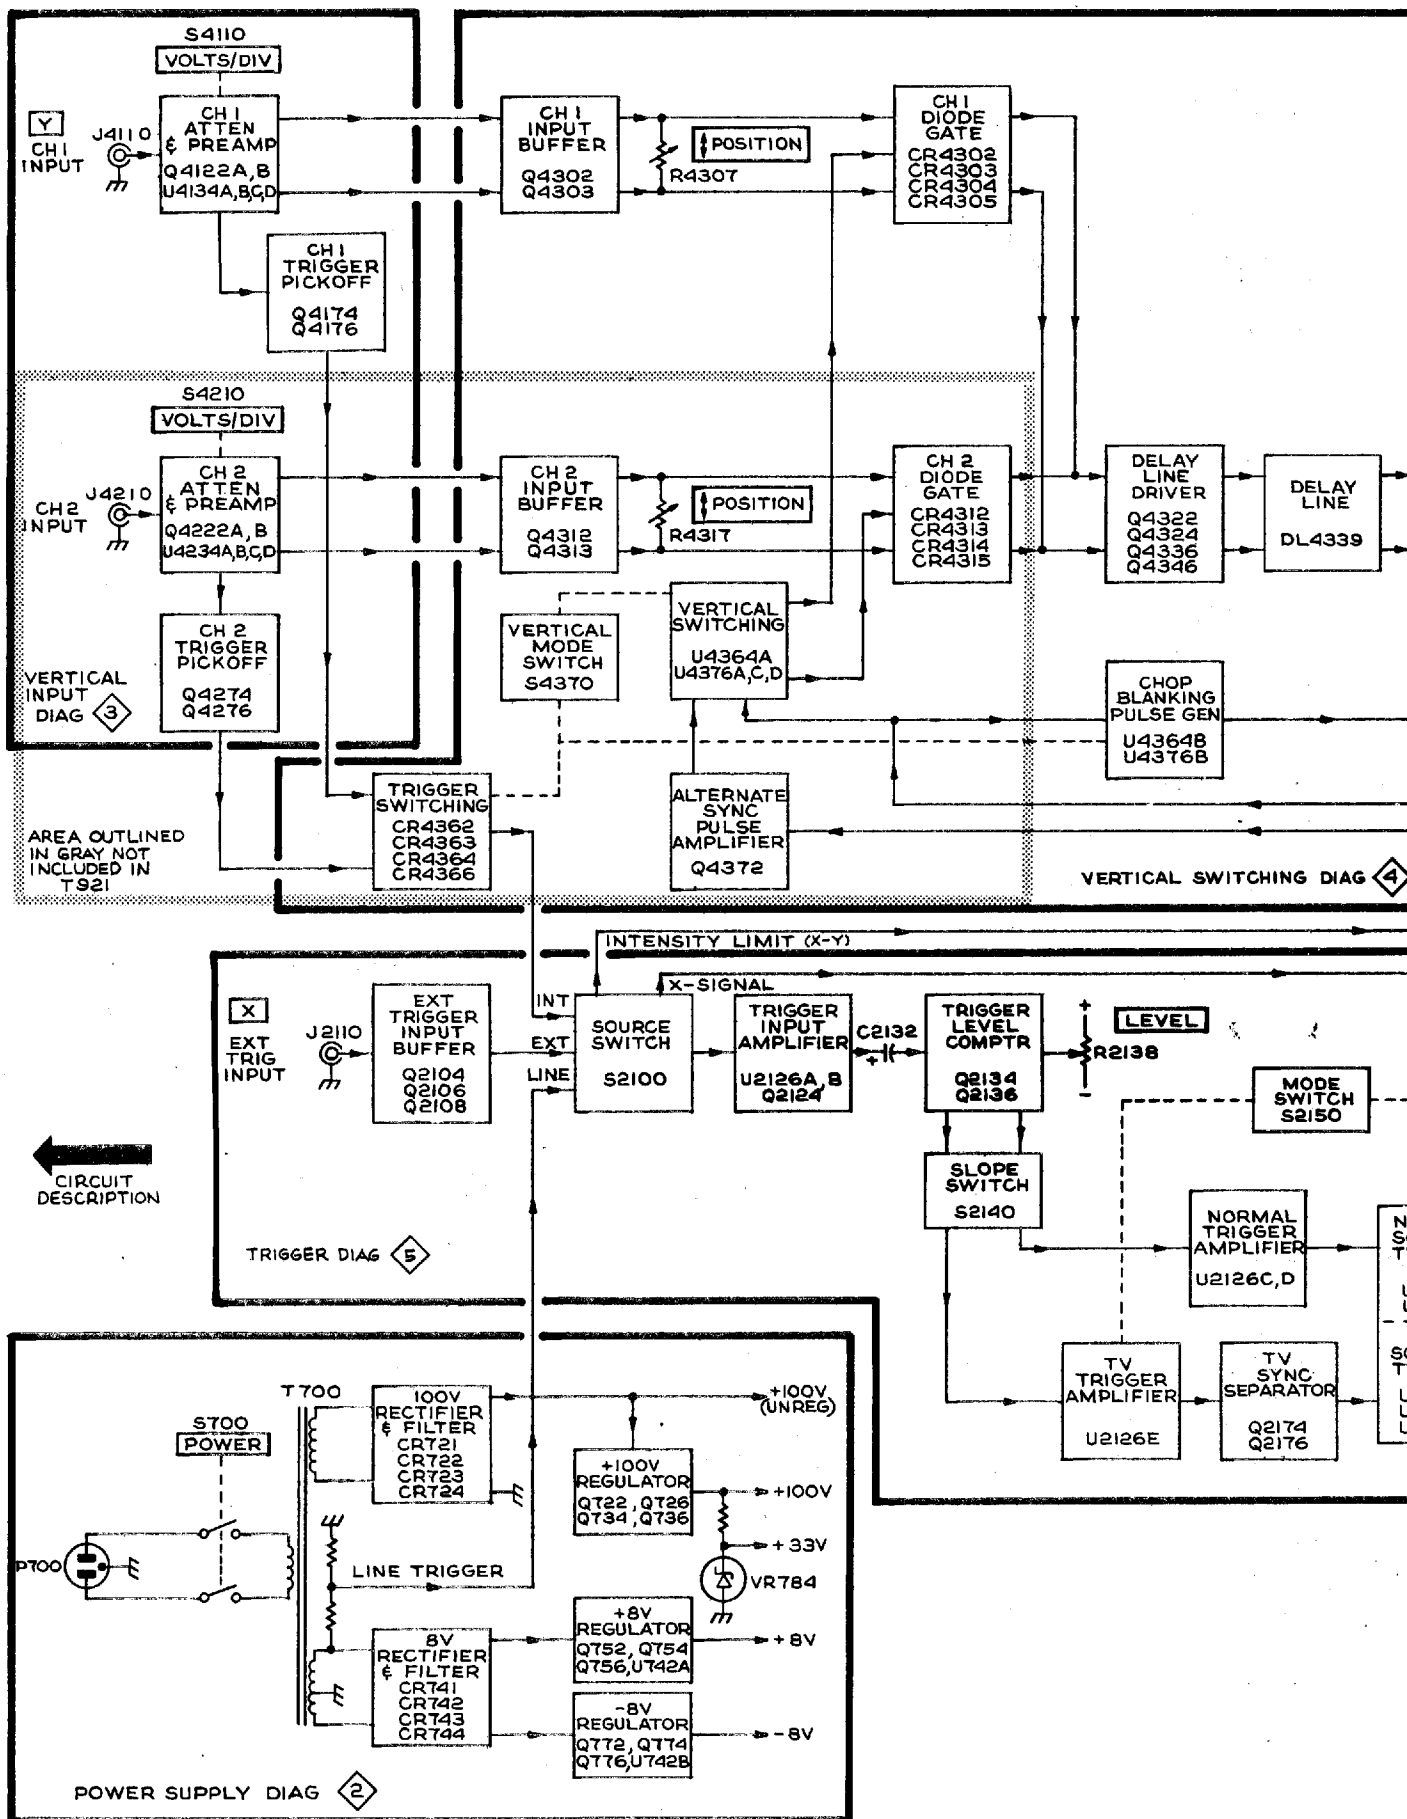 S4110
VOLTS/DIV
Y
CH 1
INPUT
J4110
CH 1
ATTEN
& PREAMP
Q4122A, B
U4134A,B,C,D
CH 1
INPUT
BUFFER
Q4302
Q4303
POSITION
R4307
CH 1
DIODE
GATE
CR4302
CR4303
CR4304
CR4305
CH 1
TRIGGER
PICKOFF
Q4174
Q4176
S4210
VOLTS/DIV
CH 2
INPUT
J4210
CH 2
ATTEN
& PREAMP
Q4222A, B
U4234A,B,C,D
CH 2
INPUT
BUFFER
Q4312
Q4313
POSITION
R4317
CH 2
DIODE
GATE
CR4312
CR4313
CR4314
CR4315
DELAY
LINE
DRIVER
Q4322
Q4324
Q4336
Q4346
DELAY
LINE
DL4339
CH 2
TRIGGER
PICKOFF
Q4274
Q4276
VERTICAL
INPUT
DIAG 3
VERTICAL
MODE
SWITCH
S4370
VERTICAL
SWITCHING
U4364A
U4376A,C,D
CHOP
BLANKING
PULSE GEN
U4364B
U4376B
TRIGGER
SWITCHING
CR4362
CR4363
CR4364
CR4366
ALTERNATE
SYNC
PULSE
AMPLIFIER
Q4372
AREA OUTLINED
IN GRAY NOT
INCLUDED IN
T921
VERTICAL SWITCHING DIAG 4
INTENSITY LIMIT (X-Y)
X-SIGNAL
X
EXT
TRIG
INPUT
J2110
EXT
TRIGGER
INPUT
BUFFER
Q2104
Q2106
Q2108
INT
EXT
LINE
SOURCE
SWITCH
S2100
TRIGGER
INPUT
AMPLIFIER
U2126A, B
Q2124
C2132
+
TRIGGER
LEVEL
COMPTR
Q2134
Q2136
+
R2138
-
LEVEL
MODE
SWITCH
S2150
CIRCUIT
DESCRIPTION
SLOPE
SWITCH
S2140
NORMAL
TRIGGER
AMPLIFIER
U2126C,D
TRIGGER DIAG 5
TV
TRIGGER
AMPLIFIER
U2126E
TV
SYNC
SEPARATOR
Q2174
Q2176
T700
S700
POWER
P700
100V
RECTIFIER
& FILTER
CR721
CR722
CR723
CR724
+100V
(UNREG)
+100V
REGULATOR
Q722, Q726
Q734, Q736
+100V
+33V
VR784
LINE TRIGGER
8V
RECTIFIER
& FILTER
CR741
CR742
CR743
CR744
+8V
REGULATOR
Q752, Q754
Q756,U742A
+8V
-8V
REGULATOR
Q772, Q774
Q776,U742B
-8V
POWER SUPPLY DIAG 2